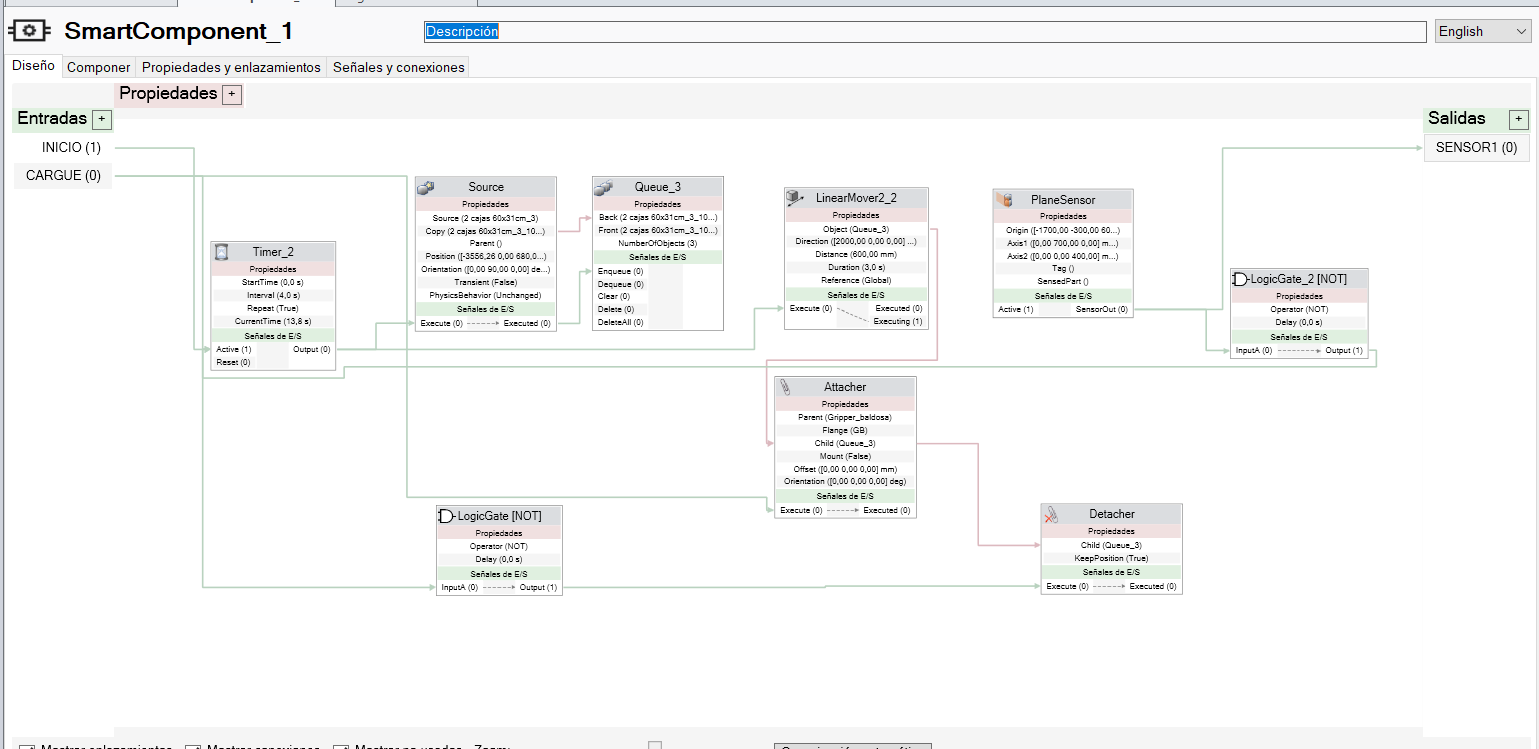 SmartComponent_1
Descripción
English
Diseño
Componer
Propiedades y enlazamientos
Señales y conexiones
Propiedades +
Entradas +
Salidas +
INICIO (1)
CARGUE (0)
SENSOR1 (0)
Timer_2
Propiedades
StartTime (0,0 s)
Interval (4,0 s)
Repeat (True)
CurrentTime (13,8 s)
Señales de E/S
Active (1) Output (0)
Reset (0)
Source
Propiedades
Source (2 cajas 60x31cm_3)
Copy (2 cajas 60x31cm_3_10...)
Parent ()
Position ([-3556,26 0,00 680,0...)
Orientation ([0,00 90,00 0,00] de...)
Transient (False)
PhysicsBehavior (Unchanged)
Señales de E/S
Execute (0) Executed (0)
Queue_3
Propiedades
Back (2 cajas 60x31cm_3_10...)
Front (2 cajas 60x31cm_3_10...)
NumberOfObjects (3)
Señales de E/S
Enqueue (0)
Dequeue (0)
Clear (0)
Delete (0)
DeleteAll (0)
LinearMover2_2
Propiedades
Object (Queue_3)
Direction ([2000,00 0,00 0,00] ...)
Distance (600,00 mm)
Duration (3,0 s)
Reference (Global)
Señales de E/S
Execute (0) Executed (0)
Executing (1)
PlaneSensor
Propiedades
Origin ([-1700,00 -300,00 60...)
Axis1 ([0,00 700,00 0,00] m...)
Axis2 ([0,00 0,00 400,00] m...)
Tag ()
SensedPart ()
Señales de E/S
Active (1) SensorOut (0)
LogicGate_2 [NOT]
Propiedades
Operator (NOT)
Delay (0,0 s)
Señales de E/S
InputA (0) Output (1)
Attacher
Propiedades
Parent (Gripper_baldosa)
Flange (GB)
Child (Queue_3)
Mount (False)
Offset ([0,00 0,00 0,00] mm)
Orientation ([0,00 0,00 0,00] deg)
Señales de E/S
Execute (0) Executed (0)
LogicGate [NOT]
Propiedades
Operator (NOT)
Delay (0,0 s)
Señales de E/S
InputA (0) Output (1)
Detacher
Propiedades
Child (Queue_3)
KeepPosition (True)
Señales de E/S
Execute (0) Executed (0)